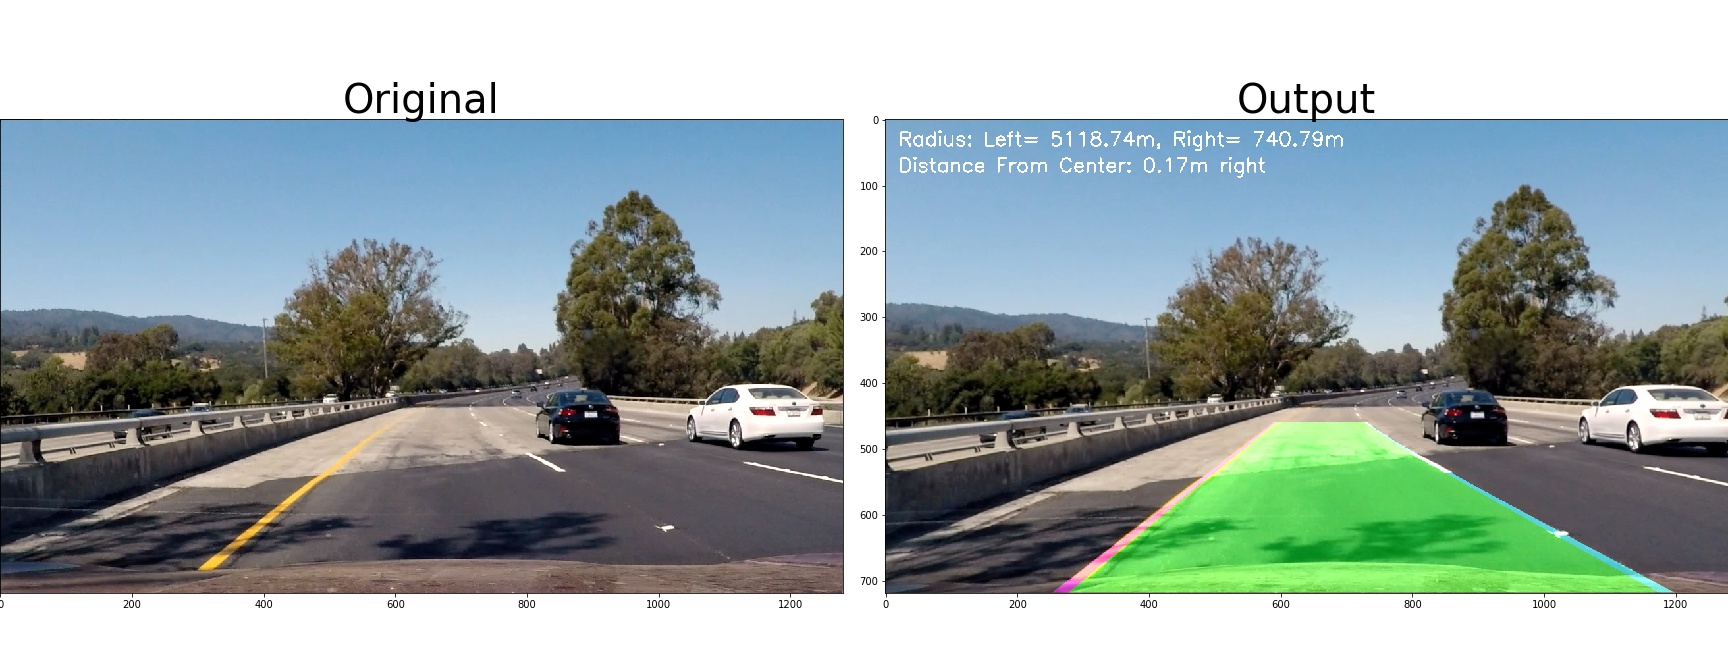 Original
Output
Radius: Left= 5118.74m, Right= 740.79m
Distance From Center: 0.17m right
0
100
200
300
400
500
600
700
0 200 400 600 800 1000 1200
0 200 400 600 800 1000 1200